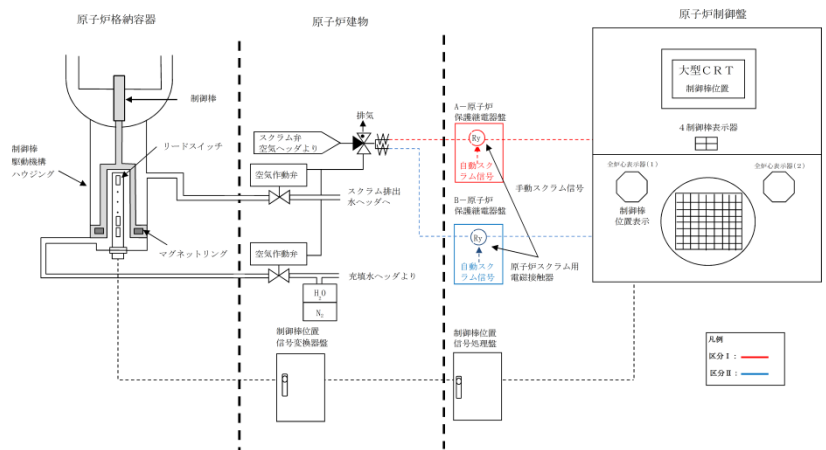 原子炉格納容器
原子炉建物
原子炉制御盤
制御棒
制御棒
駆動機構
ハウジング
リードスイッチ
マグネットリング
排気
スクラム弁
空気ヘッダより
空気作動弁
スクラム排出
水ヘッダへ
空気作動弁
充填水ヘッダより
H₂O
N₂
制御棒位置
信号変換器盤
A－原子炉
保護継電器盤
Ry
自動スク
ラム信号
手動スクラム信号
B－原子炉
保護継電器盤
Ry
自動スク
ラム信号
原子炉スクラム用
電磁接触器
制御棒位置
信号処理盤
大型ＣＲＴ
制御棒位置
４制御棒表示器
全炉心表示器(1)
全炉心表示器(2)
制御棒
位置表示
凡例
区分Ⅰ：
区分Ⅱ：